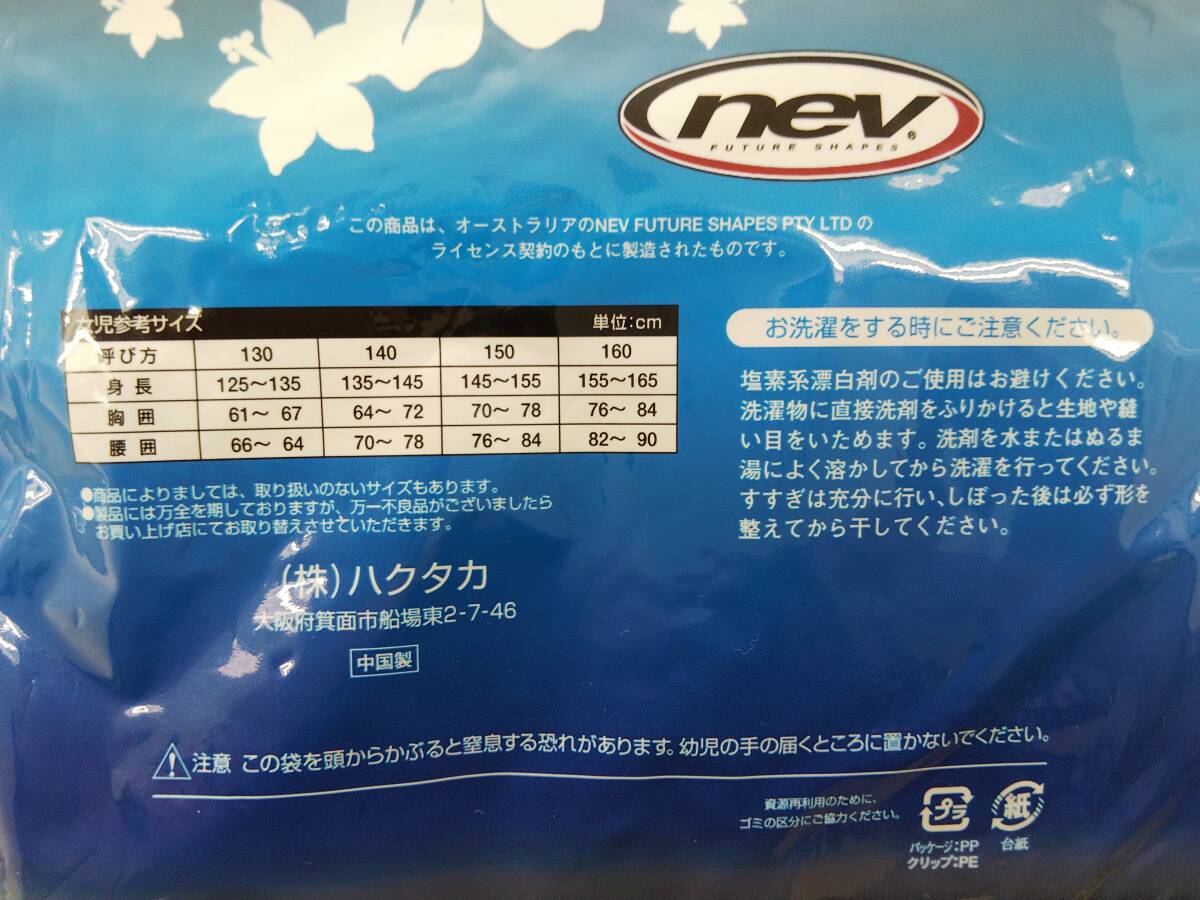 nev®
FUTURE SHAPES
この商品は、オーストラリアのNEV FUTURE SHAPES PTY LTD の
ライセンス契約のもとに製造されたものです。
女児参考サイズ 単位:cm
呼び方 130 140 150 160
身長 125〜135 135〜145 145〜155 155〜165
胸囲 61〜 67 64〜 72 70〜 78 76〜 84
腰囲 66〜 64 70〜 78 76〜 84 82〜 90
●商品によりましては、取り扱いのないサイズもあります。
●製品には万全を期しておりますが、万一不良品がございましたら
お買い上げ店にてお取り替えさせていただきます。
(株)ハクタカ
大阪府箕面市船場東2-7-46
中国製
お洗濯をする時にご注意ください。
塩素系漂白剤のご使用はお避けください。
洗濯物に直接洗剤をふりかけると生地や縫
い目をいためます。洗剤を水またはぬるま
湯によく溶かしてから洗濯を行ってください。
すすぎは充分に行い、しぼった後は必ず形を
整えてから干してください。
注意 この袋を頭からかぶると窒息する恐れがあります。幼児の手の届くところに置かないでください。
資源再利用のために、
ゴミの区分にご協力ください。
プラ 紙
パッケージ:PP 台紙
クリップ:PE